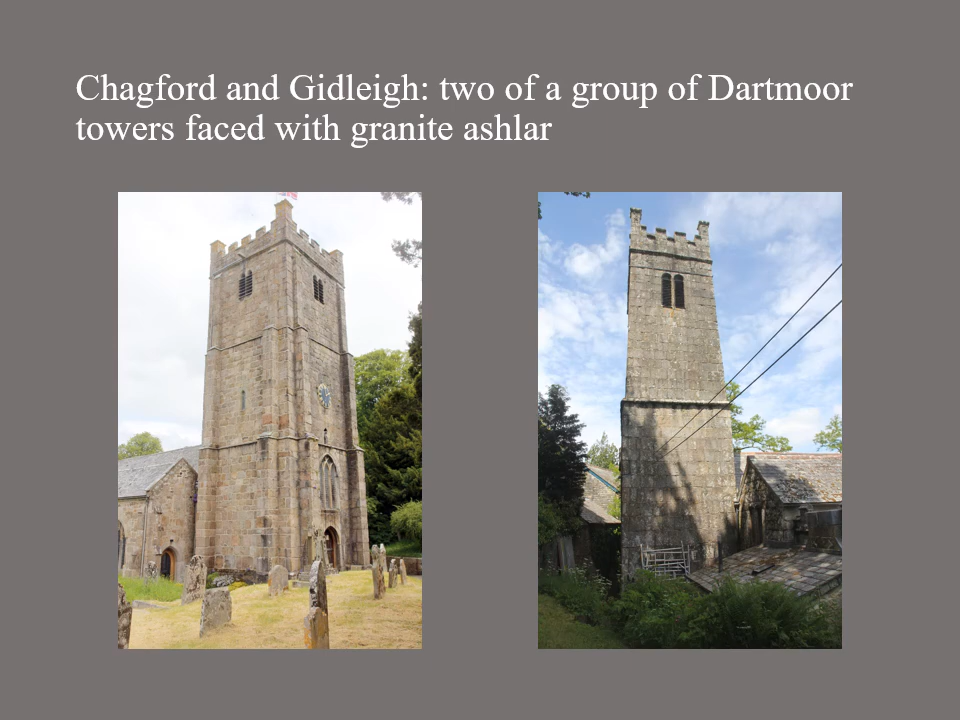 Chagford and Gidleigh: two of a group of Dartmoor
towers faced with granite ashlar